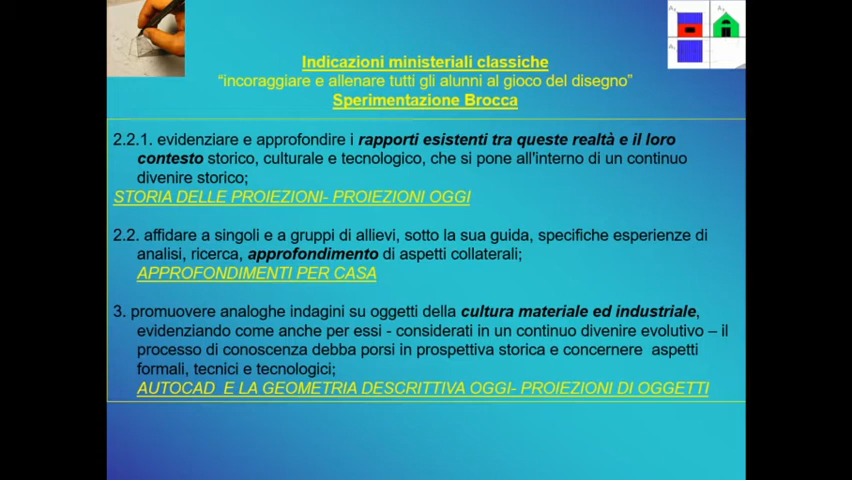 Indicazioni ministeriali classiche
“incoraggiare e allenare tutti gli alunni al gioco del disegno”
Sperimentazione Brocca
2.2.1. evidenziare e approfondire i rapporti esistenti tra queste realtà e il loro
contesto storico, culturale e tecnologico, che si pone all'interno di un continuo
divenire storico;
STORIA DELLE PROIEZIONI- PROIEZIONI OGGI
2.2. affidare a singoli e a gruppi di allievi, sotto la sua guida, specifiche esperienze di
analisi, ricerca, approfondimento di aspetti collaterali;
APPROFONDIMENTI PER CASA
3. promuovere analoghe indagini su oggetti della cultura materiale ed industriale,
evidenziando come anche per essi - considerati in un continuo divenire evolutivo – il
processo di conoscenza debba porsi in prospettiva storica e concernere aspetti
formali, tecnici e tecnologici;
AUTOCAD E LA GEOMETRIA DESCRITTIVA OGGI- PROIEZIONI DI OGGETTI